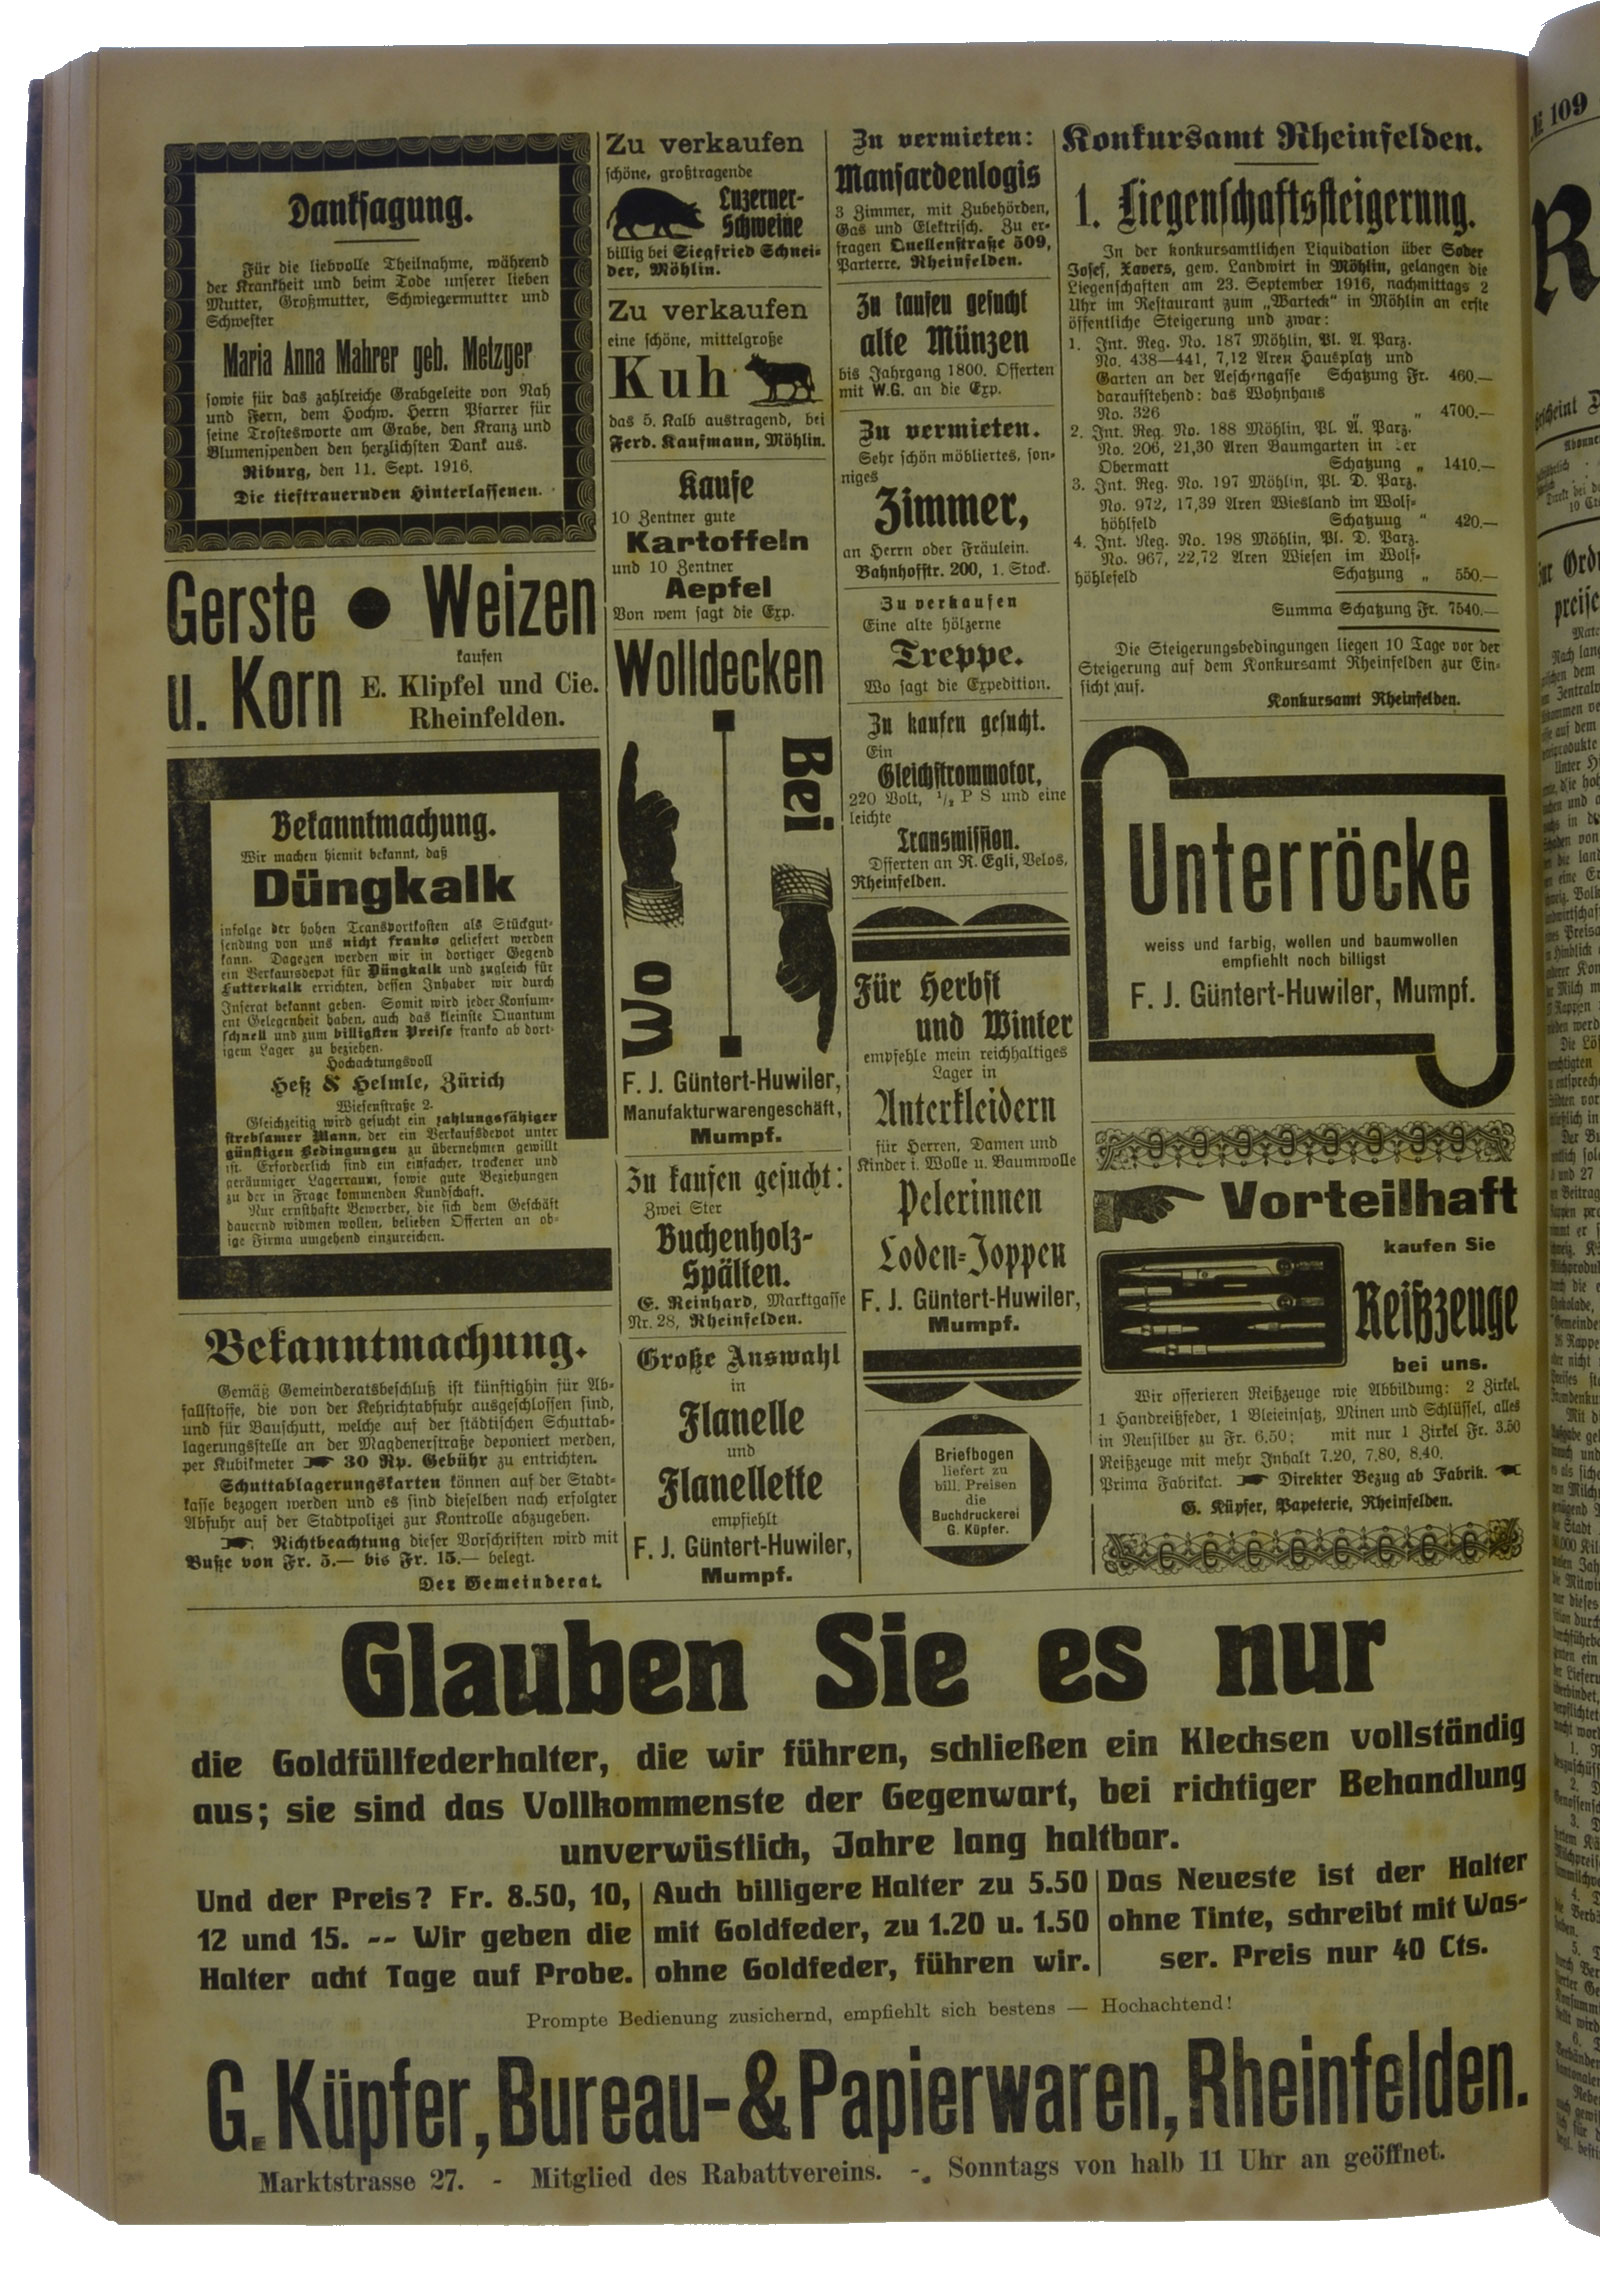 Danksagung.
Für die liebvolle Theilnahme, während
der Krankheit und beim Tode unserer lieben
Mutter, Großmutter, Schwiegermutter und
Schwester
Maria Anna Mahrer geb. Metzger
sowie für das zahlreiche Grabgeleite von Nah
und Fern, dem Hochw. Herrn Pfarrer für
seine Trostesworte am Grabe, den Kranz und
Blumenspenden den herzlichsten Dank aus.
Riburg, den 11. Sept. 1916.
Die tieftrauernden Hinterlassenen.
Gerste ● Weizen
kaufen
u. Korn E. Klipfel und Cie.
Rheinfelden.
Bekanntmachung.
Wir machen hiemit bekannt, daß
Düngkalk
infolge der hohen Transportkosten als Stückgut-
sendung von uns nicht franko geliefert werden
kann. Dagegen werden wir in dortiger Gegend
ein Verkaufsdepot für Düngkalk und zugleich für
Futterkalk errichten, dessen Inhaber wir durch
Inserat bekannt geben. Somit wird jeder Konsum-
ent Gelegenheit haben, auch das kleinste Quantum
schnell und zum billigsten Preise franko ab dort-
igem Lager zu beziehen.
Hochachtungsvoll
Heß & Helmle, Zürich
Wiesenstraße 2.
Gleichzeitig wird gesucht ein zahlungsfähiger
strebsamer Mann, der ein Verkaufsdepot unter
günstigen Bedingungen zu übernehmen gewillt
ist. Erforderlich sind ein einfacher, trockener und
geräumiger Lagerraum, sowie gute Beziehungen
zu der in Frage kommenden Kundschaft.
Nur ernsthafte Bewerber, die sich dem Geschäft
dauernd widmen wollen, belieben Offerten an ob-
ige Firma umgehend einzureichen.
Bekanntmachung.
Gemäß Gemeinderatsbeschluß ist künftighin für Ab-
fallstoffe, die von der Kehrichtabfuhr ausgeschlossen sind,
und für Bauschutt, welche auf der städtischen Schuttab-
lagerungsstelle an der Magdenerstraße deponiert werden,
per Kubikmeter ☛ 30 Rp. Gebühr zu entrichten.
Schuttablagerungskarten können auf der Stadt-
kasse bezogen werden und es sind dieselben nach erfolgter
Abfuhr auf der Stadtpolizei zur Kontrolle abzugeben.
☛ Nichtbeachtung dieser Vorschriften wird mit
Buße von Fr. 5.— bis Fr. 15.— belegt.
Der Gemeinderat.
Zu verkaufen
schöne, großtragende
Luzerner-
Schweine
billig bei Siegfried Schnei-
der, Möhlin.
Zu verkaufen
eine schöne, mittelgroße
Kuh
das 5. Kalb austragend, bei
Ferd. Kaufmann, Möhlin.
Kaufe
10 Zentner gute
Kartoffeln
und 10 Zentner
Aepfel
Von wem sagt die Exp.
Wolldecken
Wo
Bei
F. J. Güntert-Huwiler,
Manufakturwarengeschäft,
Mumpf.
Zu kaufen gesucht:
Zwei Ster
Buchenholz-
Spälten.
E. Reinhard, Marktgasse
Nr. 28, Rheinfelden.
Große Auswahl
in
Flanelle
und
Flanellette
empfiehlt
F. J. Güntert-Huwiler,
Mumpf.
Zu vermieten:
Mansardenlogis
3 Zimmer, mit Zubehörden,
Gas und Elektrisch. Zu er-
fragen Quellenstraße 509,
Parterre, Rheinfelden.
Zu kaufen gesucht
alte Münzen
bis Jahrgang 1800. Offerten
mit W.G. an die Exp.
Zu vermieten.
Sehr schön möbliertes, son-
niges
Zimmer,
an Herrn oder Fräulein.
Bahnhofstr. 200, 1. Stock.
Zu verkaufen
Eine alte hölzerne
Treppe.
Wo sagt die Expedition.
Zu kaufen gesucht.
Ein
Gleichstrommotor,
220 Volt, 1/2 P S und eine
leichte
Transmission.
Offerten an R. Egli, Velos,
Rheinfelden.
Für Herbst
und Winter
empfehle mein reichhaltiges
Lager in
Unterkleidern
für Herren, Damen und
Kinder i. Wolle u. Baumwolle
Pelerinnen
Loden-Joppen
F. J. Güntert-Huwiler,
Mumpf.
Briefbogen
liefert zu
bill. Preisen
die
Buchdruckerei
G. Küpfer.
Konkursamt Rheinfelden.
1. Liegenschaftssteigerung.
In der konkursamtlichen Liquidation über Soder
Josef, Xavers, gew. Landwirt in Möhlin, gelangen die
Liegenschaften am 23. September 1916, nachmittags 2
Uhr im Restaurant zum „Warteck“ in Möhlin an erste
öffentliche Steigerung und zwar:
1. Int. Reg. No. 187 Möhlin, Pl. A. Parz.
No. 438—441, 7,12 Aren Hausplatz und
Garten an der Aeschengasse Schatzung Fr. 460.—
daraufstehend: das Wohnhaus
No. 326 „ „ 4700.—
2. Int. Reg. No. 188 Möhlin, Pl. A. Parz.
No. 206, 21,30 Aren Baumgarten in der
Obermatt Schatzung „ 1410.—
3. Int. Reg. No. 197 Möhlin, Pl. D. Parz.
No. 972, 17,39 Aren Wiesland im Wolf-
höhlfeld Schatzung „ 420.—
4. Int. Reg. No. 198 Möhlin, Pl. D. Parz.
No. 967, 22,72 Aren Wiesen im Wolf-
höhlefeld Schatzung „ 550.—
Summa Schatzung Fr. 7540.—
Die Steigerungsbedingungen liegen 10 Tage vor der
Steigerung auf dem Konkursamt Rheinfelden zur Ein-
sicht auf.
Konkursamt Rheinfelden.
Unterröcke
weiss und farbig, wollen und baumwollen
empfiehlt noch billigst
F. J. Güntert-Huwiler, Mumpf.
Vorteilhaft
kaufen Sie
Reißzeuge
bei uns.
Wir offerieren Reißzeuge wie Abbildung: 2 Zirkel,
1 Handreißfeder, 1 Bleieinsatz, Minen und Schlüssel, alles
in Neusilber zu Fr. 6.50; mit nur 1 Zirkel Fr. 3.50
Reißzeuge mit mehr Inhalt 7.20, 7.80, 8.40.
Prima Fabrikat. ☛ Direkter Bezug ab Fabrik. ☚
G. Küpfer, Papeterie, Rheinfelden.
Glauben Sie es nur
die Goldfüllfederhalter, die wir führen, schließen ein Klechsen vollständig
aus; sie sind das Vollkommenste der Gegenwart, bei richtiger Behandlung
unverwüstlich, Jahre lang haltbar.
Und der Preis? Fr. 8.50, 10,
12 und 15. -- Wir geben die
Halter acht Tage auf Probe.
Auch billigere Halter zu 5.50
mit Goldfeder, zu 1.20 u. 1.50
ohne Goldfeder, führen wir.
Das Neueste ist der Halter
ohne Tinte, schreibt mit Was-
ser. Preis nur 40 Cts.
Prompte Bedienung zusichernd, empfiehlt sich bestens — Hochachtend!
G. Küpfer, Bureau- & Papierwaren, Rheinfelden.
Marktstrasse 27. - Mitglied des Rabattvereins. - Sonntags von halb 11 Uhr an geöffnet.
№ 109
R